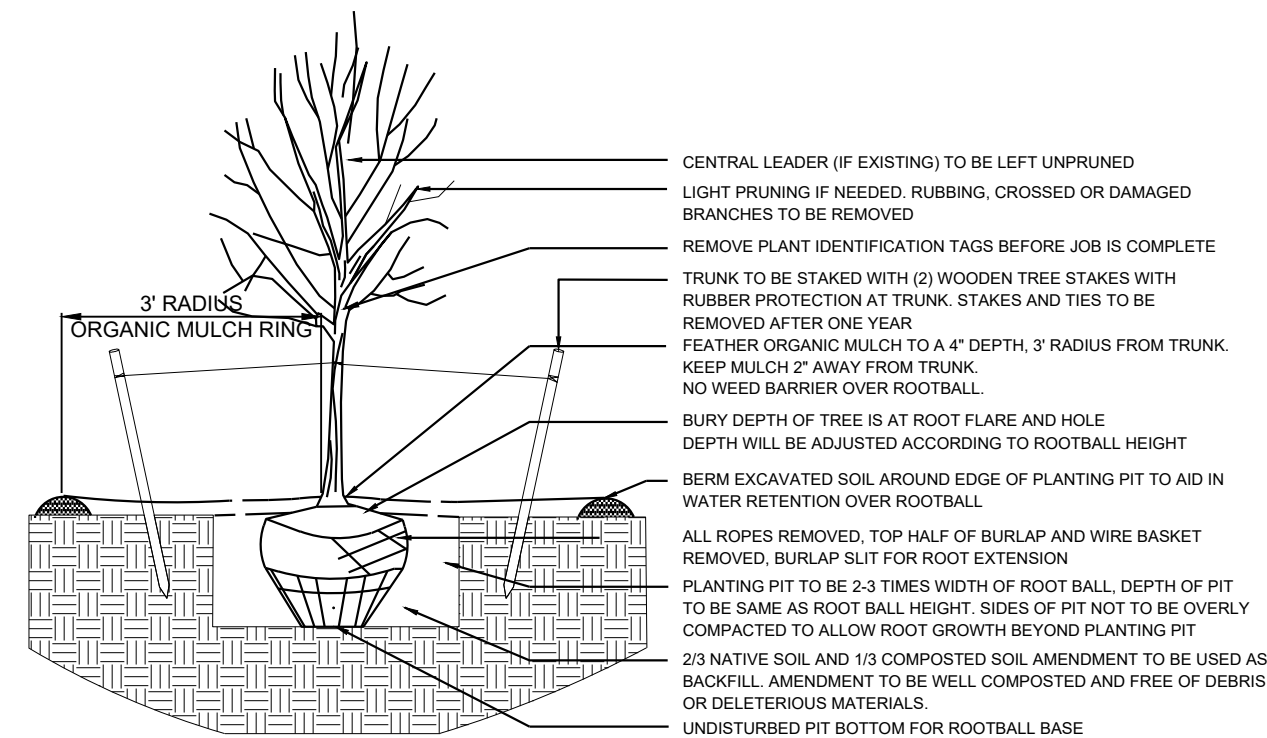 CENTRAL LEADER (IF EXISTING) TO BE LEFT UNPRUNED
LIGHT PRUNING IF NEEDED. RUBBING, CROSSED OR DAMAGED
BRANCHES TO BE REMOVED
REMOVE PLANT IDENTIFICATION TAGS BEFORE JOB IS COMPLETE
TRUNK TO BE STAKED WITH (2) WOODEN TREE STAKES WITH
RUBBER PROTECTION AT TRUNK. STAKES AND TIES TO BE
REMOVED AFTER ONE YEAR
3' RADIUS
ORGANIC MULCH RING
FEATHER ORGANIC MULCH TO A 4" DEPTH, 3' RADIUS FROM TRUNK.
KEEP MULCH 2" AWAY FROM TRUNK.
NO WEED BARRIER OVER ROOTBALL.
BURY DEPTH OF TREE IS AT ROOT FLARE AND HOLE
DEPTH WILL BE ADJUSTED ACCORDING TO ROOTBALL HEIGHT
BERM EXCAVATED SOIL AROUND EDGE OF PLANTING PIT TO AID IN
WATER RETENTION OVER ROOTBALL
ALL ROPES REMOVED, TOP HALF OF BURLAP AND WIRE BASKET
REMOVED, BURLAP SLIT FOR ROOT EXTENSION
PLANTING PIT TO BE 2-3 TIMES WIDTH OF ROOT BALL, DEPTH OF PIT
TO BE SAME AS ROOT BALL HEIGHT. SIDES OF PIT NOT TO BE OVERLY
COMPACTED TO ALLOW ROOT GROWTH BEYOND PLANTING PIT
2/3 NATIVE SOIL AND 1/3 COMPOSTED SOIL AMENDMENT TO BE USED AS
BACKFILL. AMENDMENT TO BE WELL COMPOSTED AND FREE OF DEBRIS
OR DELETERIOUS MATERIALS.
UNDISTURBED PIT BOTTOM FOR ROOTBALL BASE